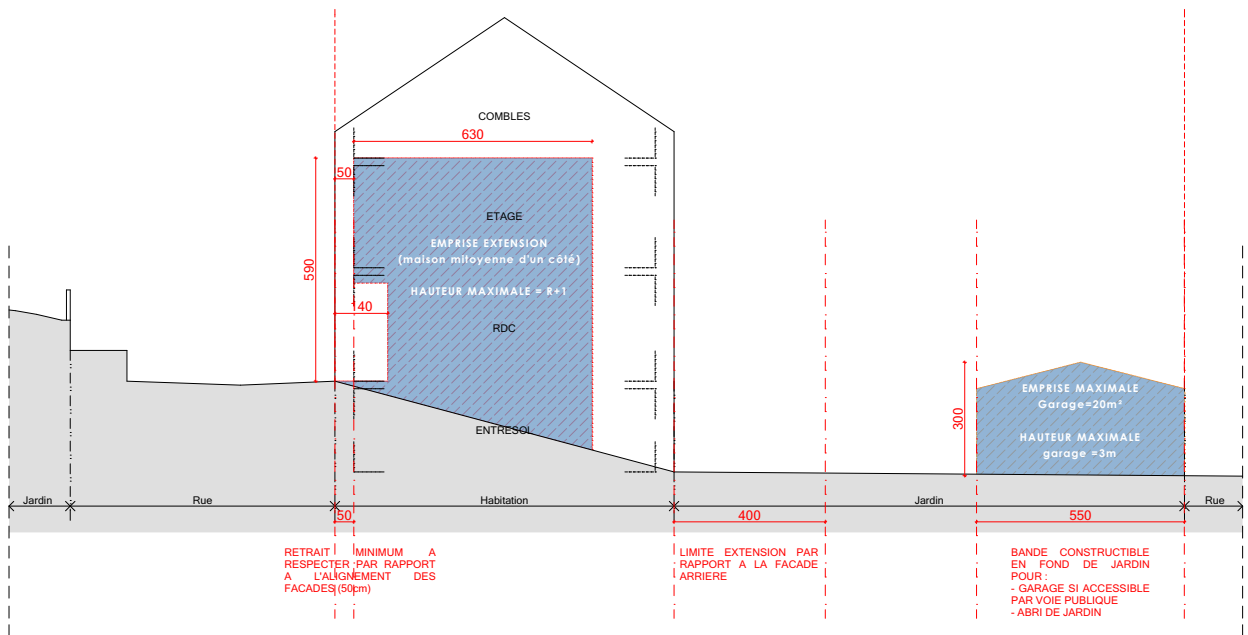 COMBLES
630
50
ETAGE
EMPRISE EXTENSION
(maison mitoyenne d'un côté)
590
HAUTEUR MAXIMALE = R+1
140
RDC
EMPRISE MAXIMALE
Garage=20m²
300
HAUTEUR MAXIMALE
garage =3m
ENTRESOL
Jardin
Rue
Habitation
Jardin
Rue
50
400
550
RETRAIT MINIMUM A
RESPECTER PAR RAPPORT
A L'ALIGNEMENT DES
FACADES (50cm)
LIMITE EXTENSION PAR
RAPPORT A LA FACADE
ARRIERE
BANDE CONSTRUCTIBLE
EN FOND DE JARDIN
POUR :
- GARAGE SI ACCESSIBLE
PAR VOIE PUBLIQUE
- ABRI DE JARDIN